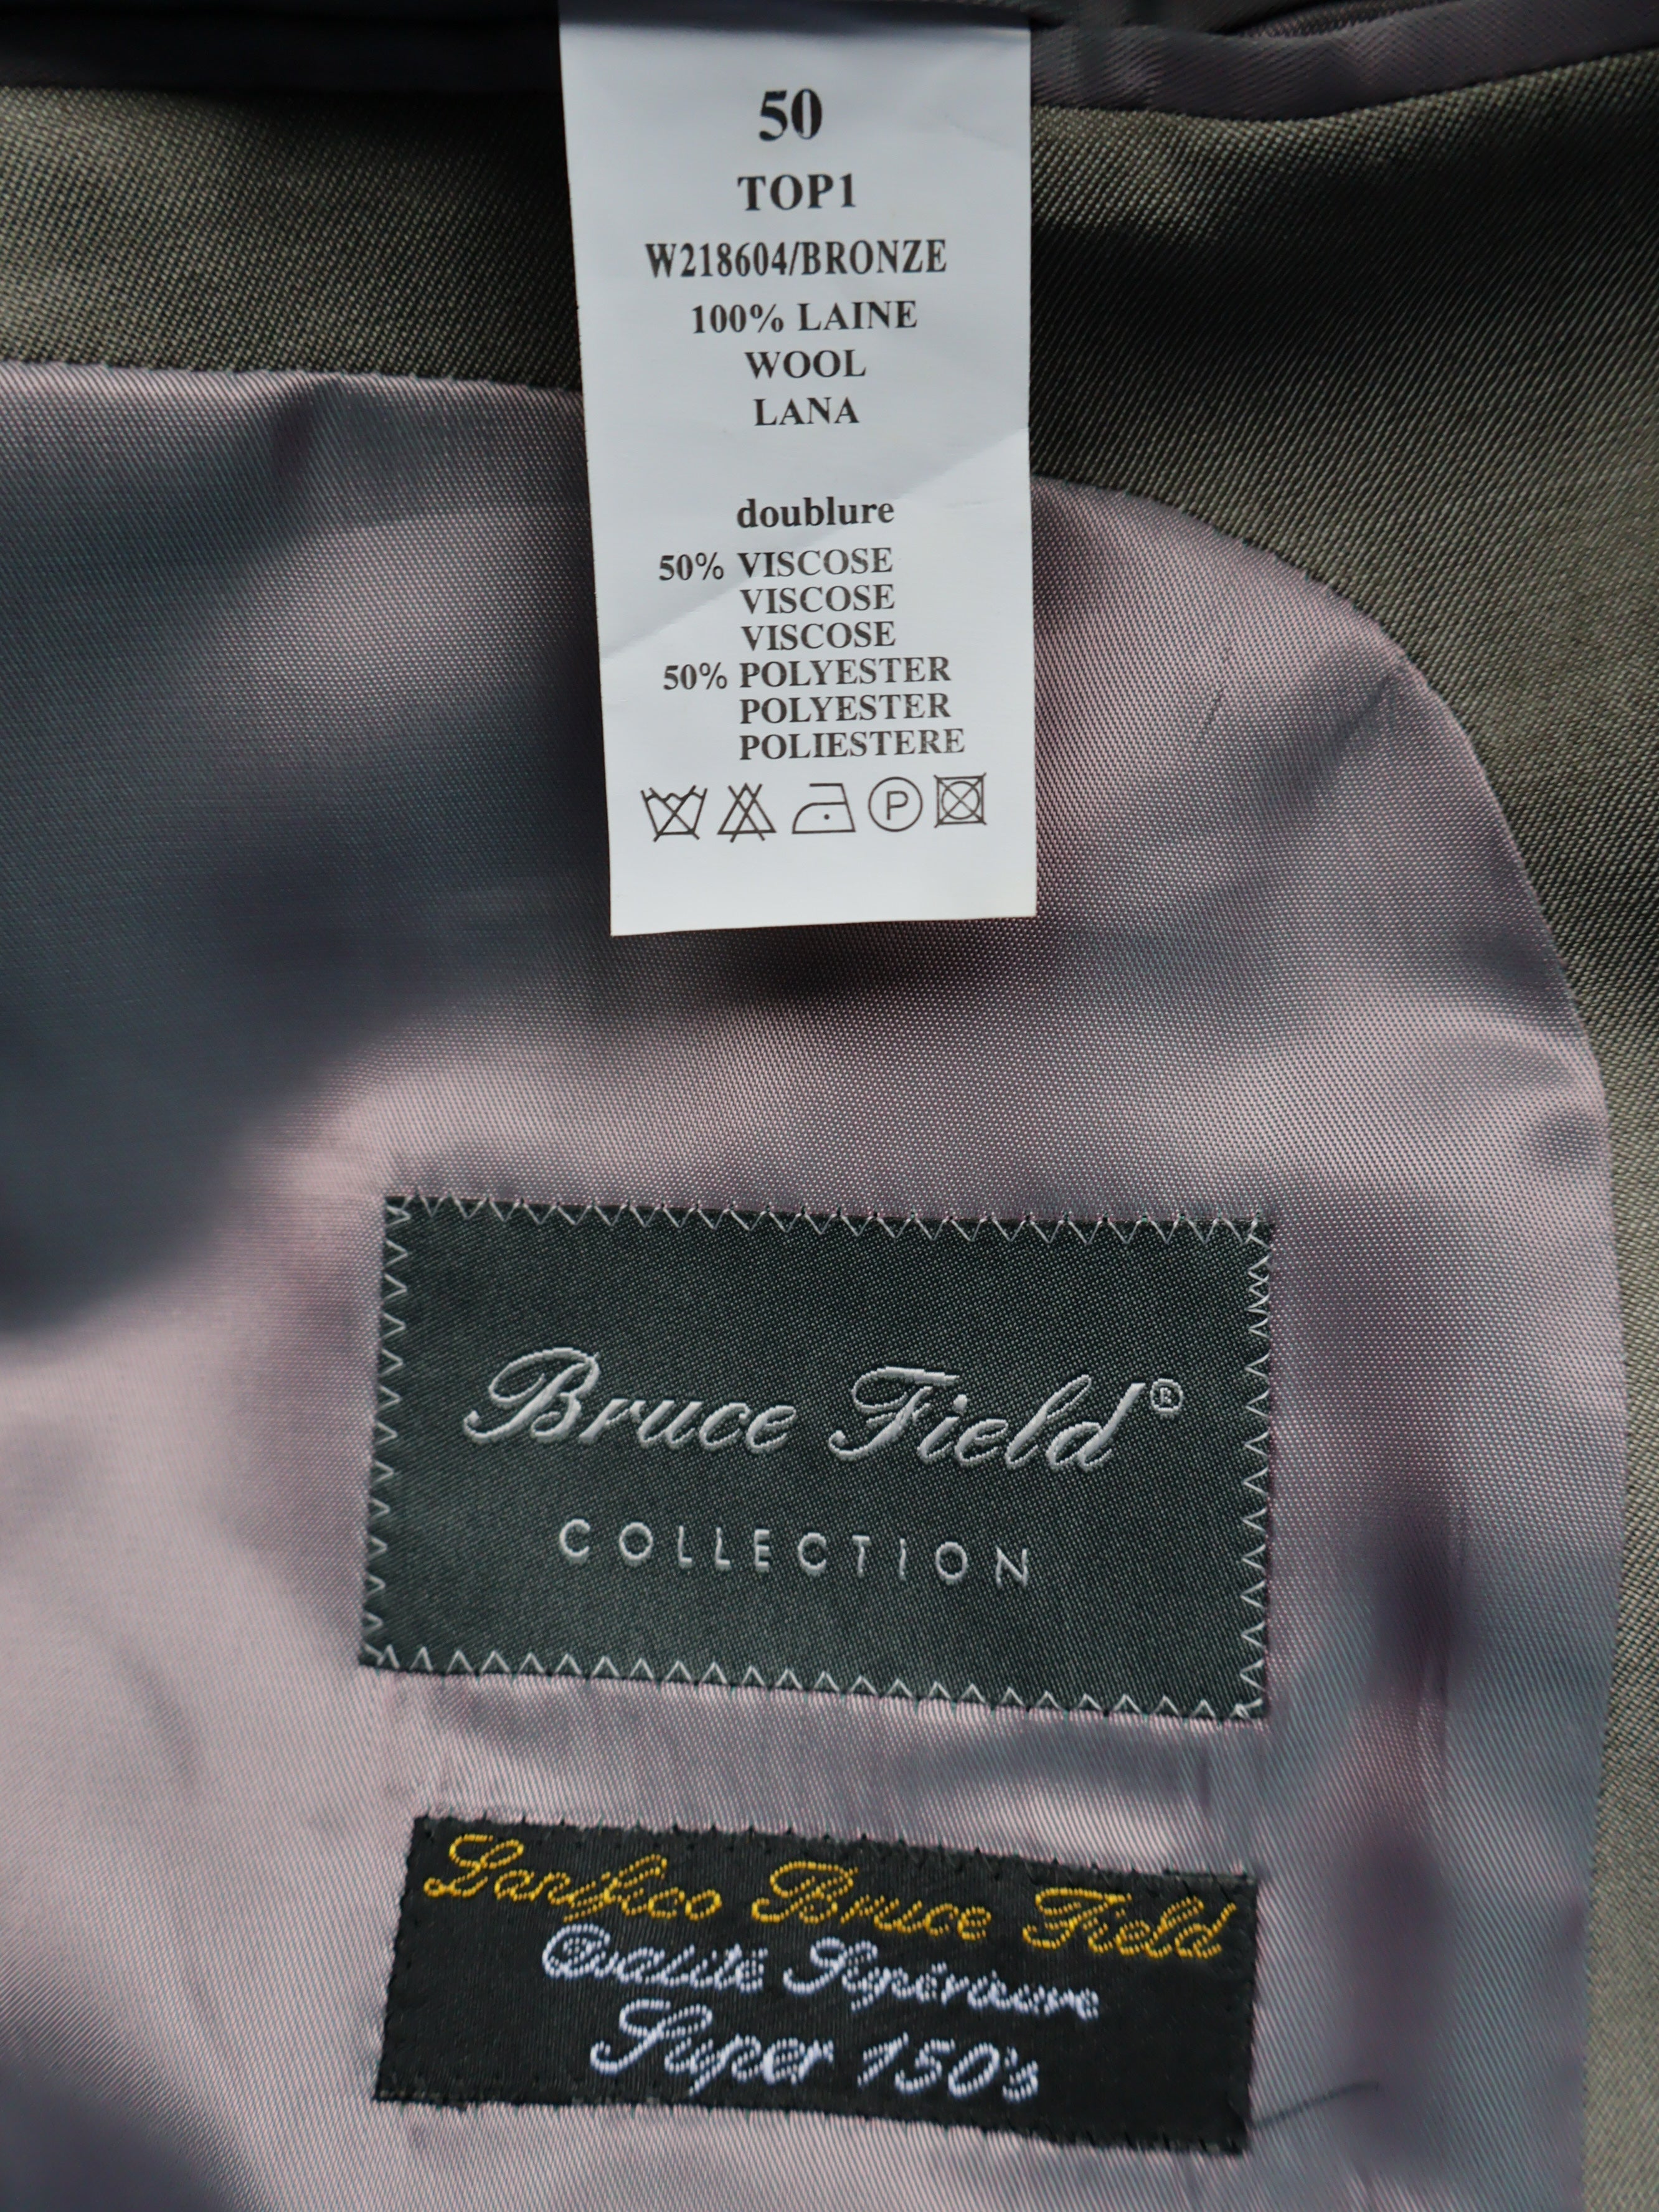 50
TOP1
W218604/BRONZE
100% LAINE
WOOL
LANA
doublure
50% VISCOSE
VISCOSE
VISCOSE
50% POLYESTER
POLYESTER
POLIESTERE
P
Bruce Field®
COLLECTION
Lanifico Bruce Field
Qualité Supérieure
Super 150's